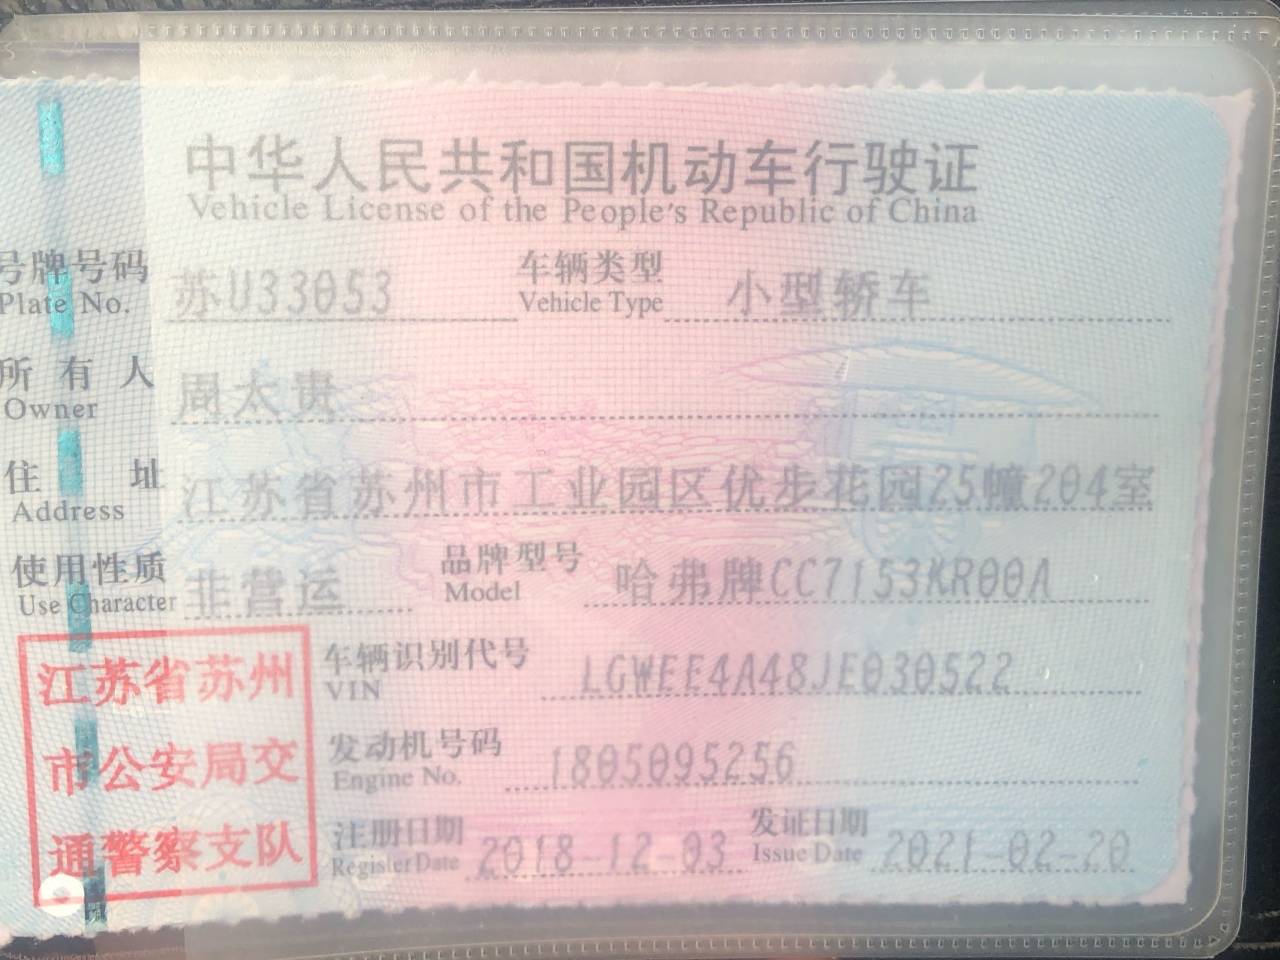 中华人民共和国机动车行驶证
Vehicle License of the People's Republic of China
号牌号码 苏U33053 车辆类型 小型轿车
Plate No. Vehicle Type
所有人 周太贵
Owner
住址 江苏省苏州市工业园区优步花园25幢204室
Address
使用性质 非营运 品牌型号 哈弗牌CC7153KR00A
Use Character Model
江苏省苏州
市公安局交
通警察支队
车辆识别代号 LGWEE4A48JE030522
VIN
发动机号码 1805095256
Engine No.
注册日期 2018-12-03 发证日期 2021-02-20
Register Date Issue Date